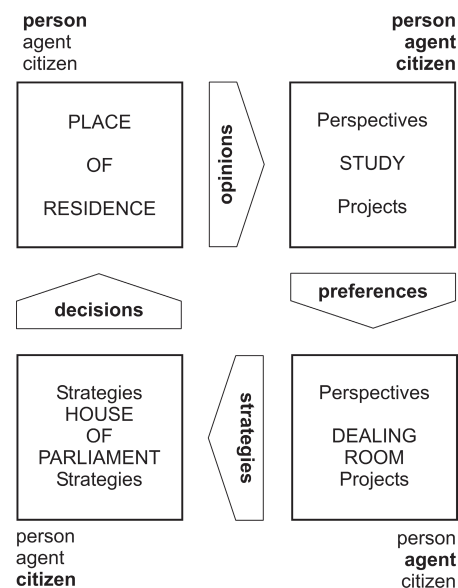 person
agent
citizen
person
agent
citizen
PLACE
OF
RESIDENCE
opinions
Perspectives
STUDY
Projects
decisions
preferences
Strategies
HOUSE
OF
PARLIAMENT
Strategies
strategies
Perspectives
DEALING
ROOM
Projects
person
agent
citizen
person
agent
citizen